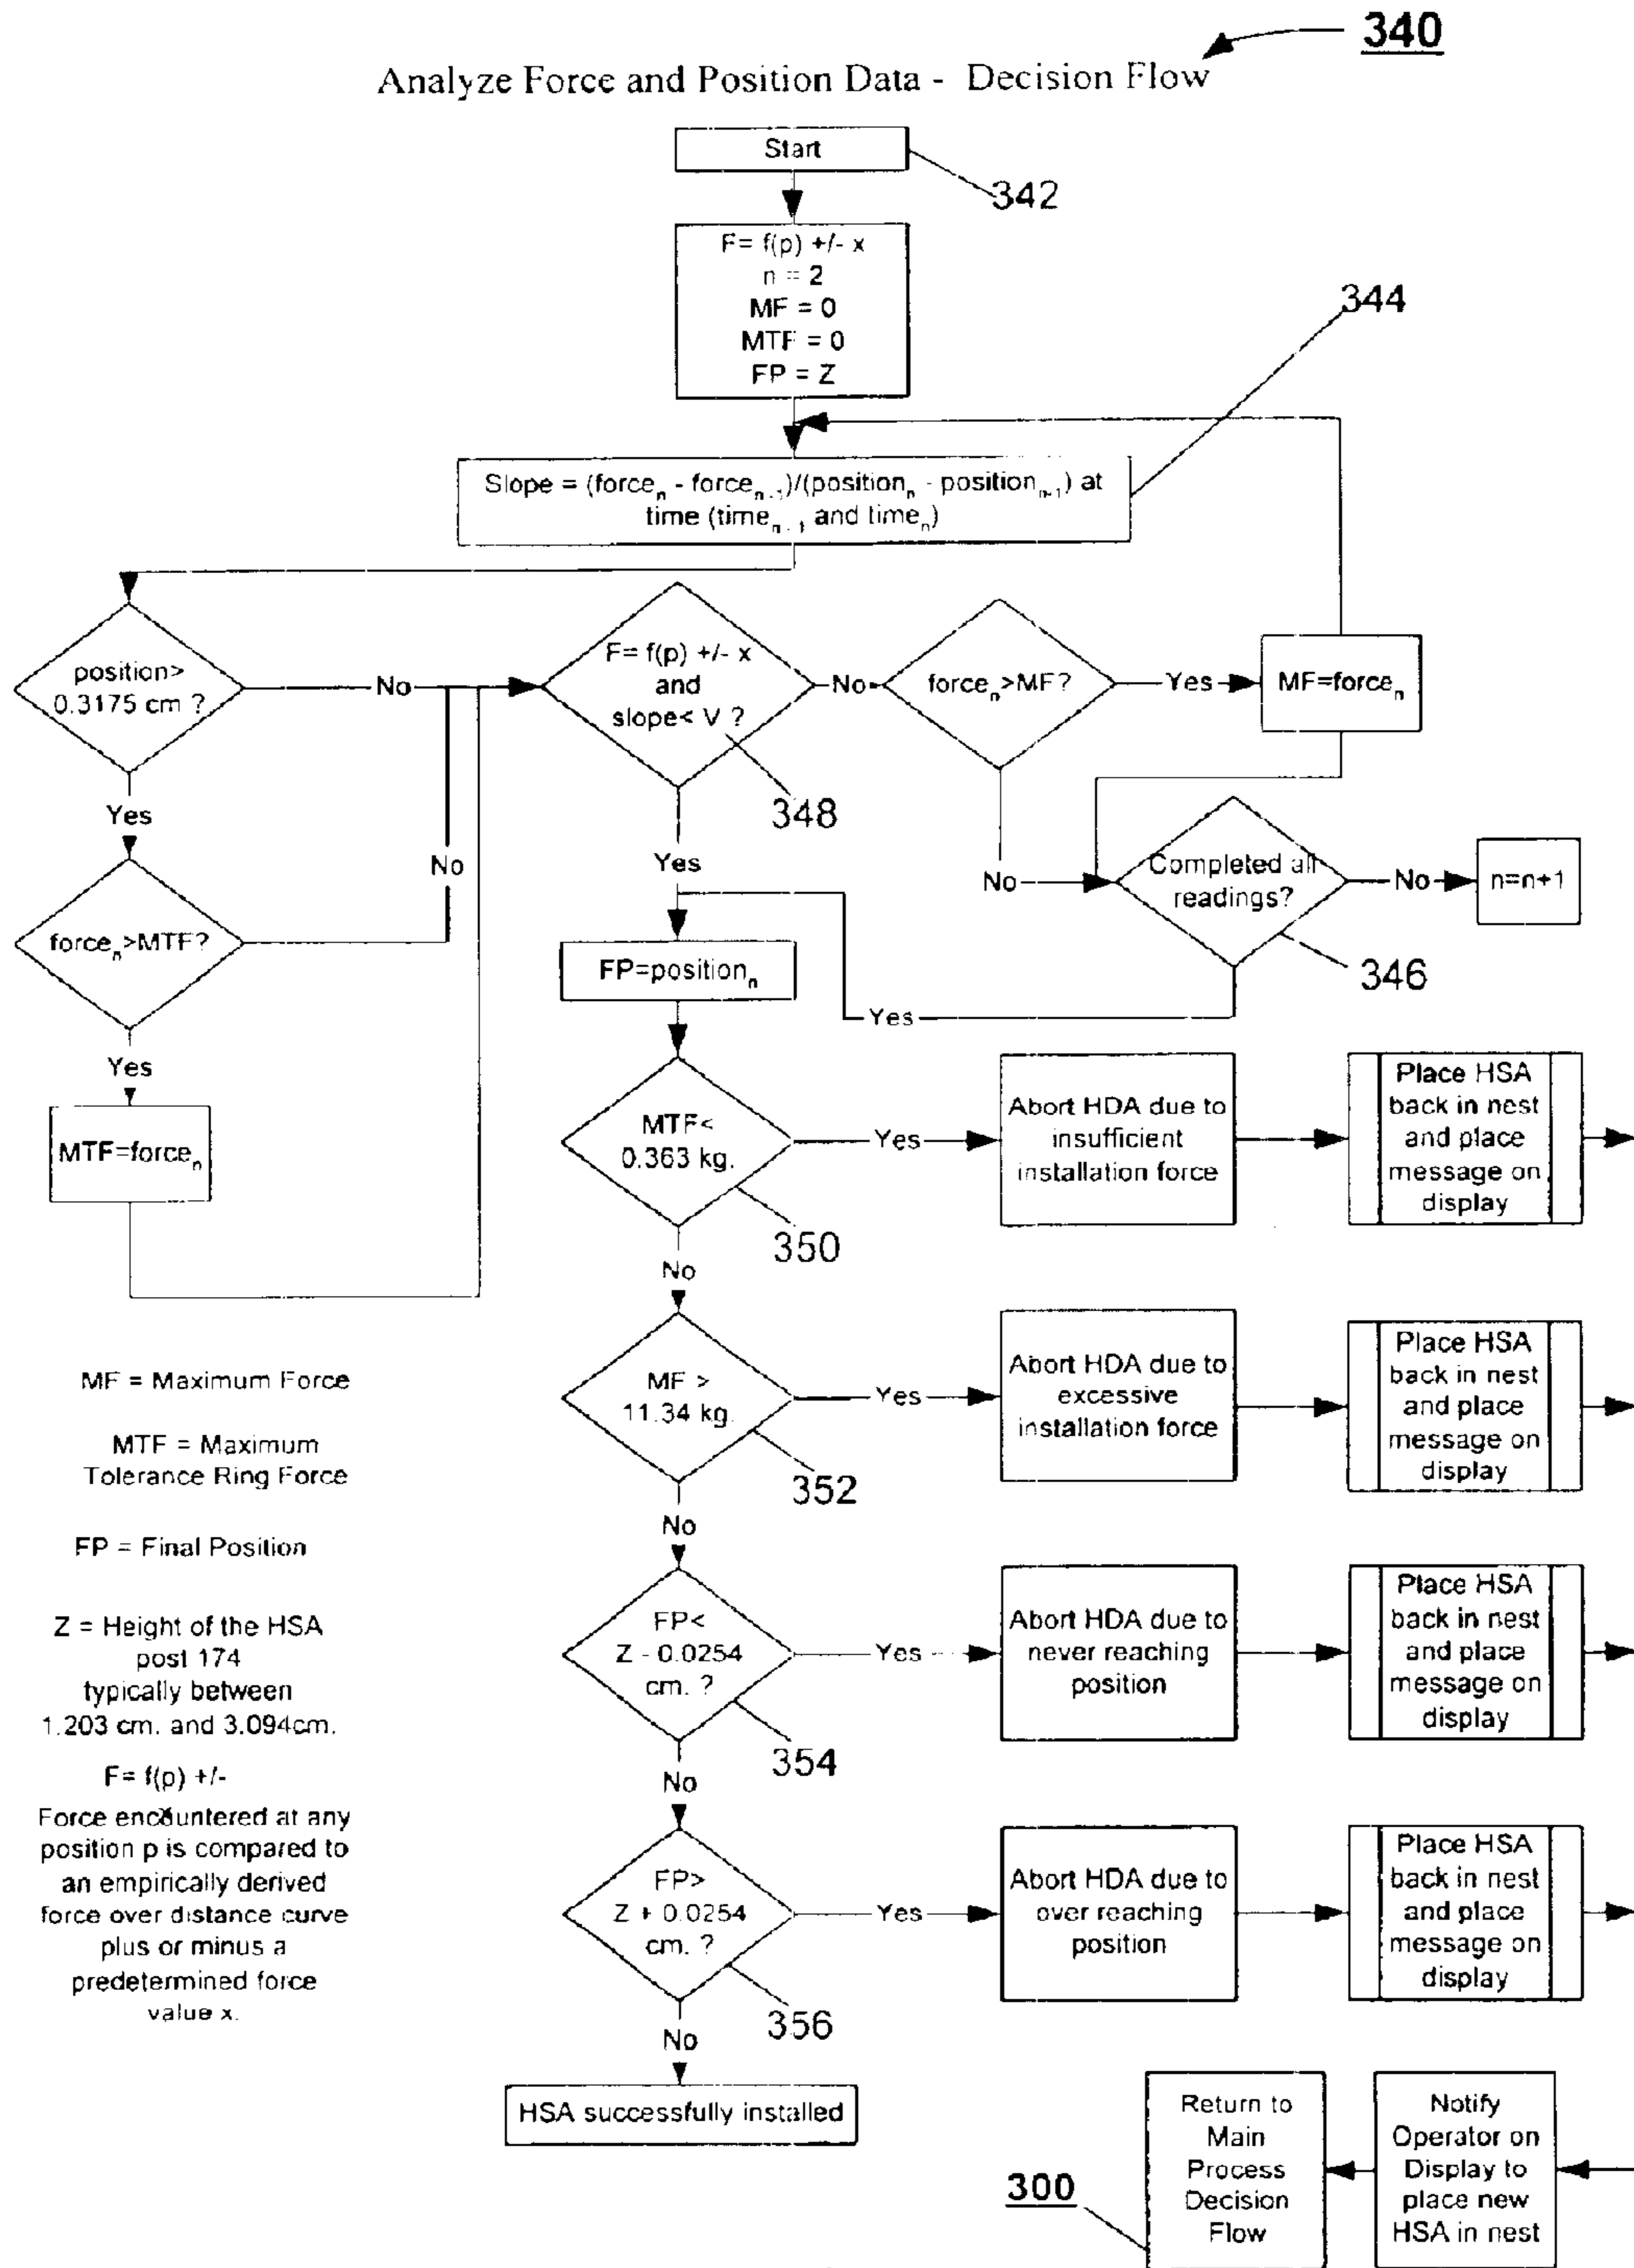 340
Analyze Force and Position Data - Decision Flow
Start
342
F= f(p) +/- x
n = 2
MF = 0
MTF = 0
FP = Z
344
Slope = (forceₙ - forceₙ₋₁)/(positionₙ - positionₙ₋₁) at
time (timeₙ₋₁ and timeₙ)
position>
0.3175 cm ?
No
F= f(p) +/- x
and
slope< V ?
No
forceₙ>MF?
Yes
MF=forceₙ
348
Yes
Yes
No
No
Completed all
readings?
No
n=n+1
346
forceₙ>MTF?
FP=positionₙ
Yes
Yes
MTF=forceₙ
MTF<
0.363 kg.
Yes
Abort HDA due to
insufficient
installation force
Place HSA
back in nest
and place
message on
display
350
No
MF >
11.34 kg.
Yes
Abort HDA due to
excessive
installation force
Place HSA
back in nest
and place
message on
display
352
No
MF = Maximum Force
MTF = Maximum
Tolerance Ring Force
FP = Final Position
Z = Height of the HSA
post 174
typically between
1.203 cm. and 3.094cm.
F= f(p) +/-
x
Force encountered at any
position p is compared to
an empirically derived
force over distance curve
plus or minus a
predetermined force
value x.
FP<
Z - 0.0254
cm. ?
Yes
Abort HDA due to
never reaching
position
Place HSA
back in nest
and place
message on
display
354
No
FP>
Z + 0.0254
cm. ?
Yes
Abort HDA due to
over reaching
position
Place HSA
back in nest
and place
message on
display
356
No
HSA successfully installed
300
Return to
Main
Process
Decision
Flow
Notify
Operator on
Display to
place new
HSA in nest